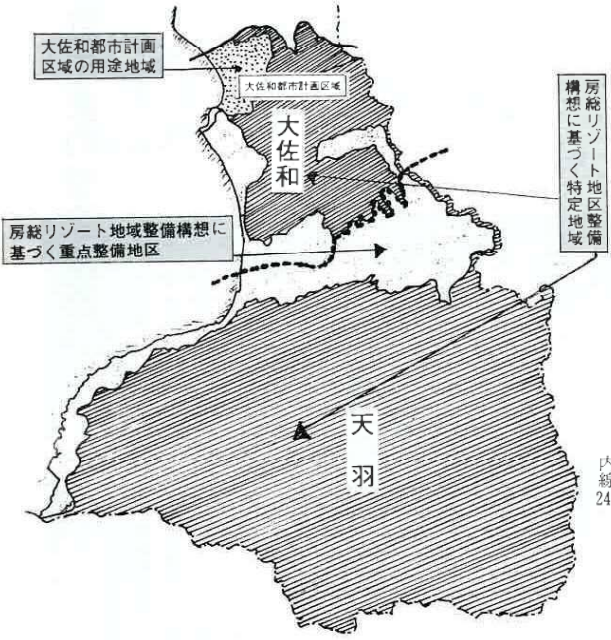 大佐和都市計画
区域の用途地域
大佐和都市計画区域
大佐和
房総リゾート地区整備
構想に基づく特定地域
房総リゾート地域整備構想に
基づく重点整備地区
天羽
内
線
24